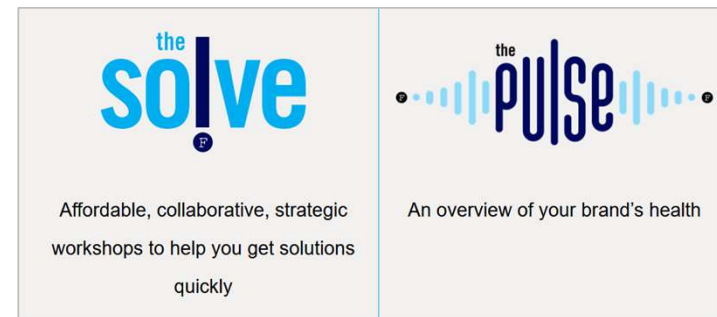 the
solve
F
Affordable, collaborative, strategic
workshops to help you get solutions
quickly
the
F PUlSe F
An overview of your brand’s health